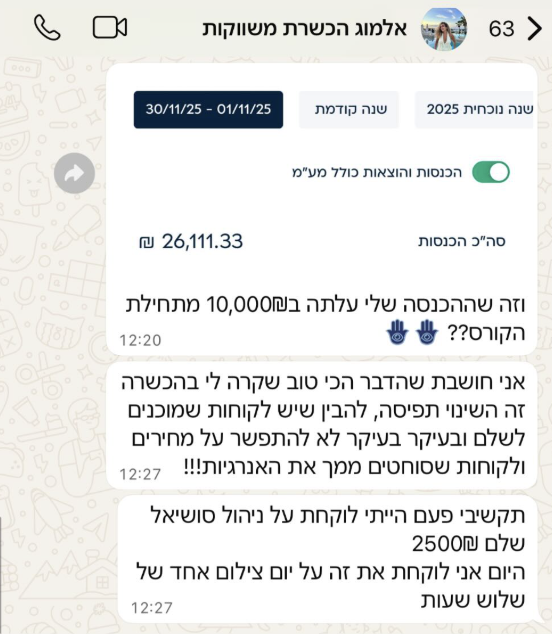 63
אלמוג הכשרת משווקות
שנה נוכחית 2025
שנה קודמת
01/11/25 - 30/11/25
הכנסות והוצאות כולל מע"מ
סה"כ הכנסות
26,111.33 ₪
וזה שההכנסה שלי עלתה ב10,000₪ מתחילת
הקורס?? 🪬 🪬
12:20
אני חושבת שהדבר הכי טוב שקרה לי בהכשרה
זה השינוי תפיסה, להבין שיש לקוחות שמוכנים
לשלם ובעיקר בעיקר לא להתפשר על מחירים
ולקוחות שסוחטים ממך את האנרגיות!!!
12:27
תקשיבי פעם הייתי לוקחת על ניהול סושיאל
שלם 2500₪
היום אני לוקחת את זה על יום צילום אחד של
שלוש שעות
12:27